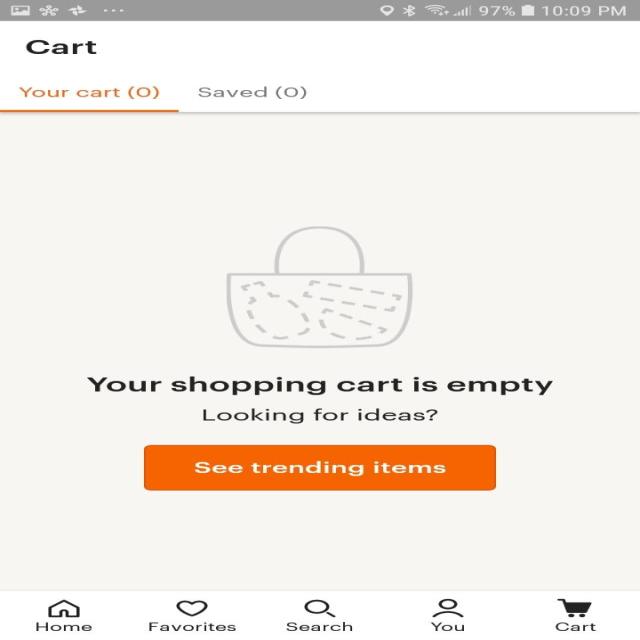 97% 10:09 PM
Cart
Your cart (0) Saved (0)
Your shopping cart is empty
Looking for ideas?
See trending items
Home Favorites Search You Cart